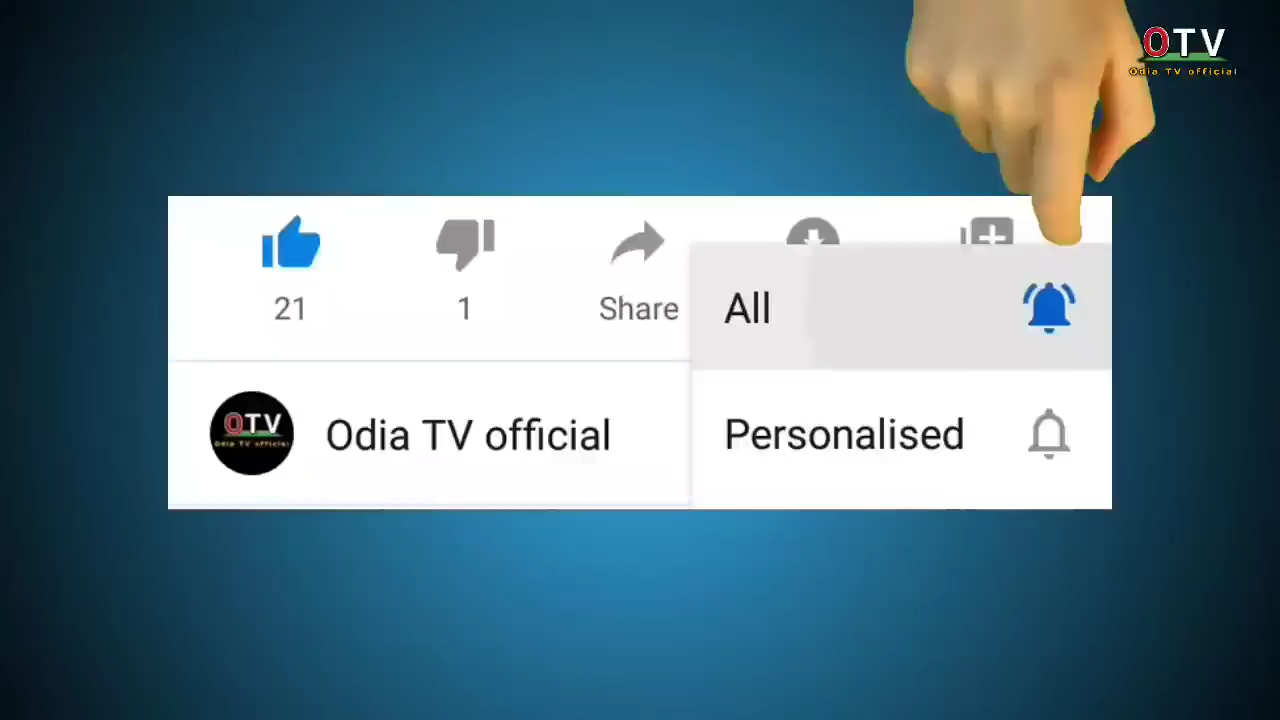 OTV
Odia TV official
21
1
Share
All
OTV
Odia TV official
Odia TV official
Personalised